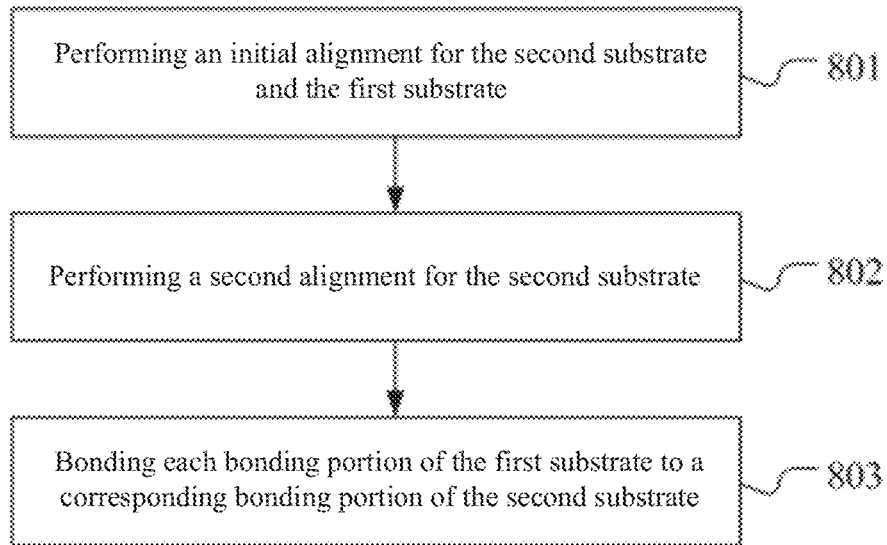 Performing an initial alignment for the second substrate
and the first substrate
801
Performing a second alignment for the second substrate
802
Bonding each bonding portion of the first substrate to a
corresponding bonding portion of the second substrate
803